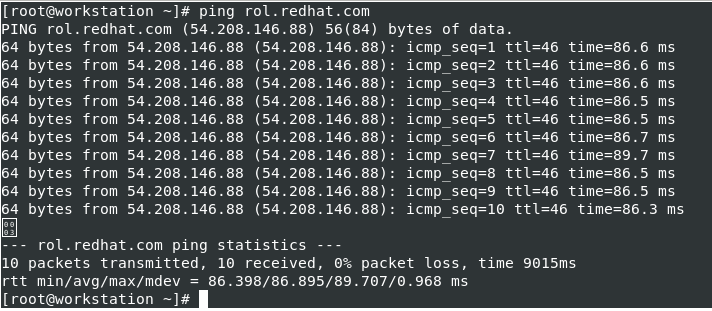 [root@workstation ~]# ping rol.redhat.com
PING rol.redhat.com (54.208.146.88) 56(84) bytes of data.
64 bytes from 54.208.146.88 (54.208.146.88): icmp_seq=1 ttl=46 time=86.6 ms
64 bytes from 54.208.146.88 (54.208.146.88): icmp_seq=2 ttl=46 time=86.6 ms
64 bytes from 54.208.146.88 (54.208.146.88): icmp_seq=3 ttl=46 time=86.6 ms
64 bytes from 54.208.146.88 (54.208.146.88): icmp_seq=4 ttl=46 time=86.5 ms
64 bytes from 54.208.146.88 (54.208.146.88): icmp_seq=5 ttl=46 time=86.5 ms
64 bytes from 54.208.146.88 (54.208.146.88): icmp_seq=6 ttl=46 time=86.7 ms
64 bytes from 54.208.146.88 (54.208.146.88): icmp_seq=7 ttl=46 time=89.7 ms
64 bytes from 54.208.146.88 (54.208.146.88): icmp_seq=8 ttl=46 time=86.5 ms
64 bytes from 54.208.146.88 (54.208.146.88): icmp_seq=9 ttl=46 time=86.5 ms
64 bytes from 54.208.146.88 (54.208.146.88): icmp_seq=10 ttl=46 time=86.3 ms
0003
--- rol.redhat.com ping statistics ---
10 packets transmitted, 10 received, 0% packet loss, time 9015ms
rtt min/avg/max/mdev = 86.398/86.895/89.707/0.968 ms
[root@workstation ~]#